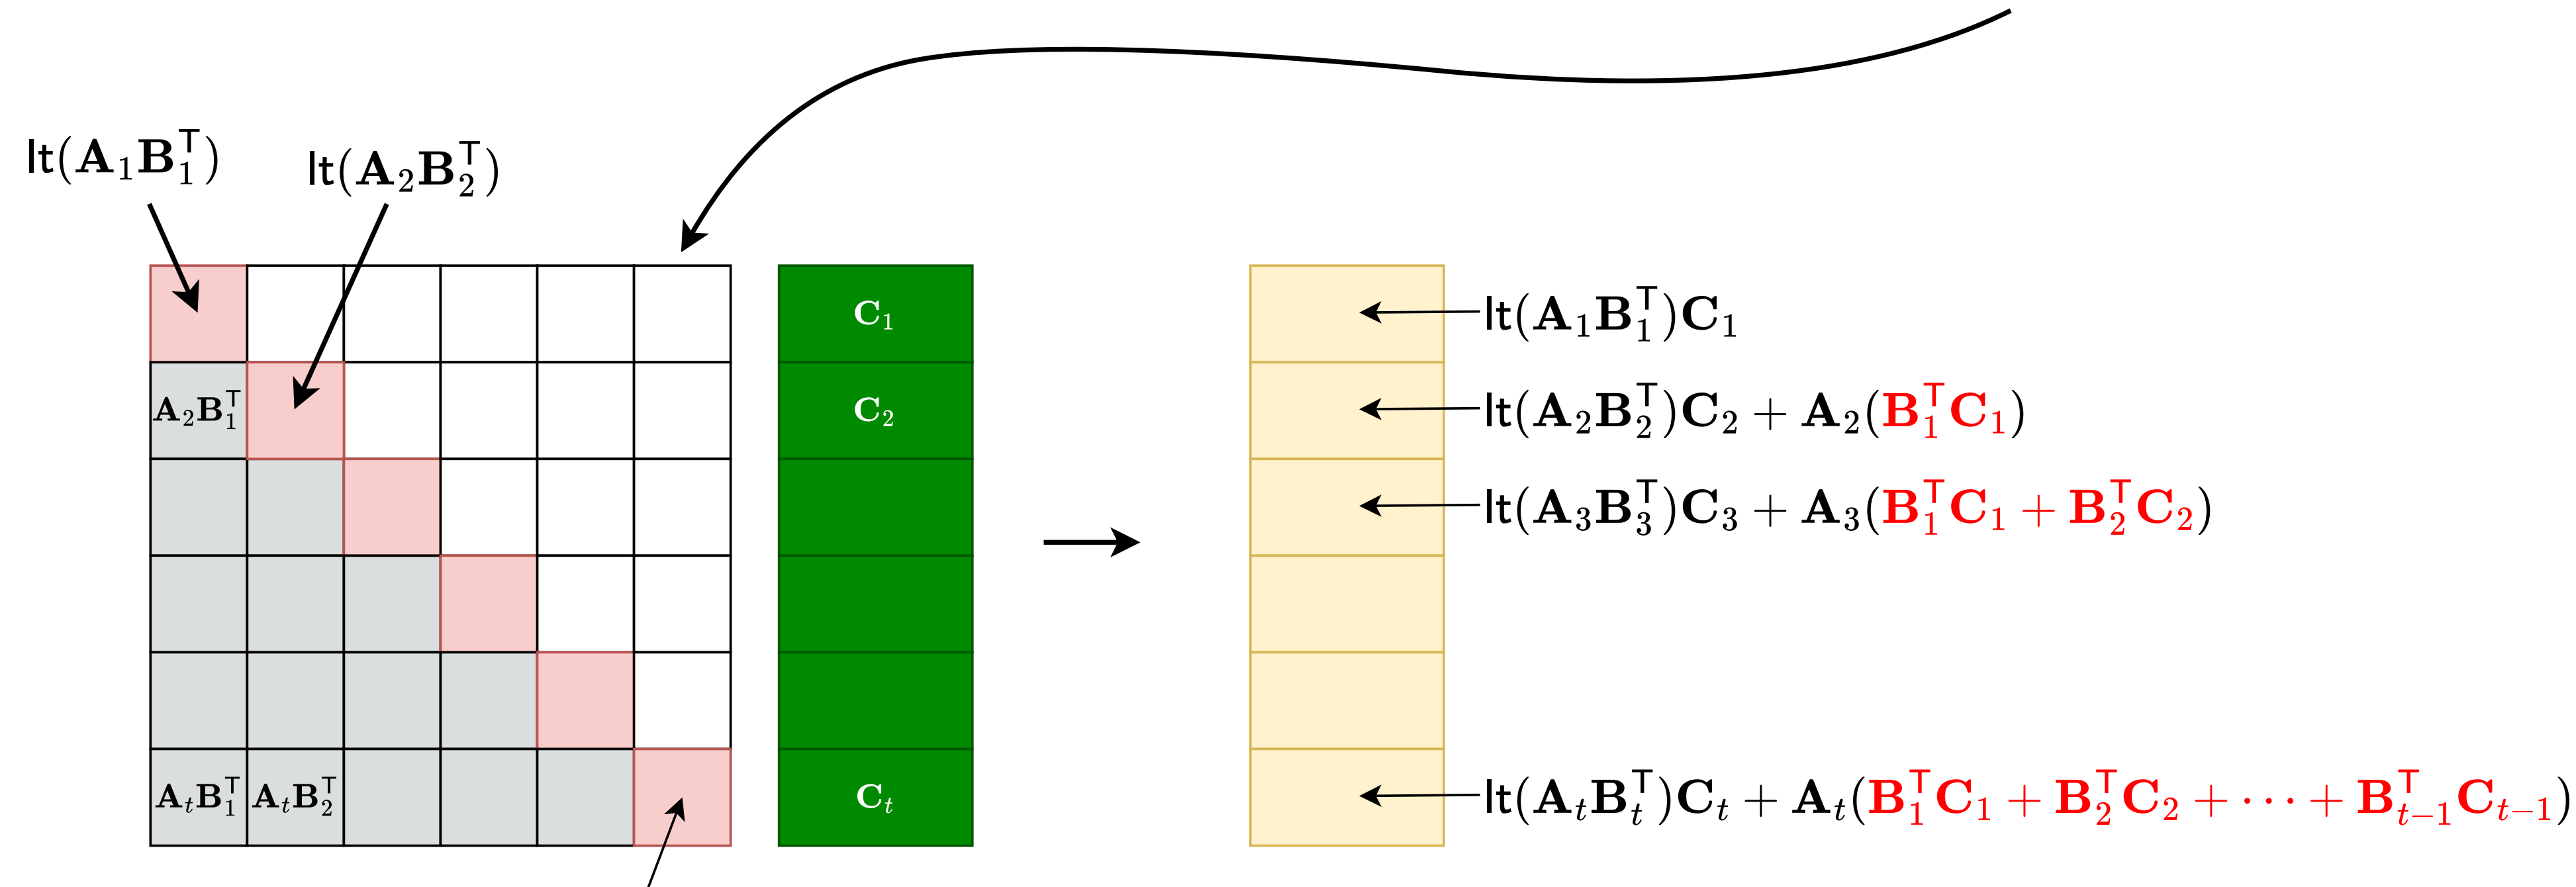 lt(A₁B₁ᵀ)
lt(A₂B₂ᵀ)
C₁
lt(A₁B₁ᵀ)C₁
A₂B₁ᵀ
C₂
lt(A₂B₂ᵀ)C₂ + A₂(B₁ᵀC₁)
lt(A₃B₃ᵀ)C₃ + A₃(B₁ᵀC₁ + B₂ᵀC₂)
AₜB₁ᵀ
AₜB₂ᵀ
Cₜ
lt(AₜBₜᵀ)Cₜ + Aₜ(B₁ᵀC₁ + B₂ᵀC₂ + ⋯ + Bₜ₋₁ᵀCₜ₋₁)